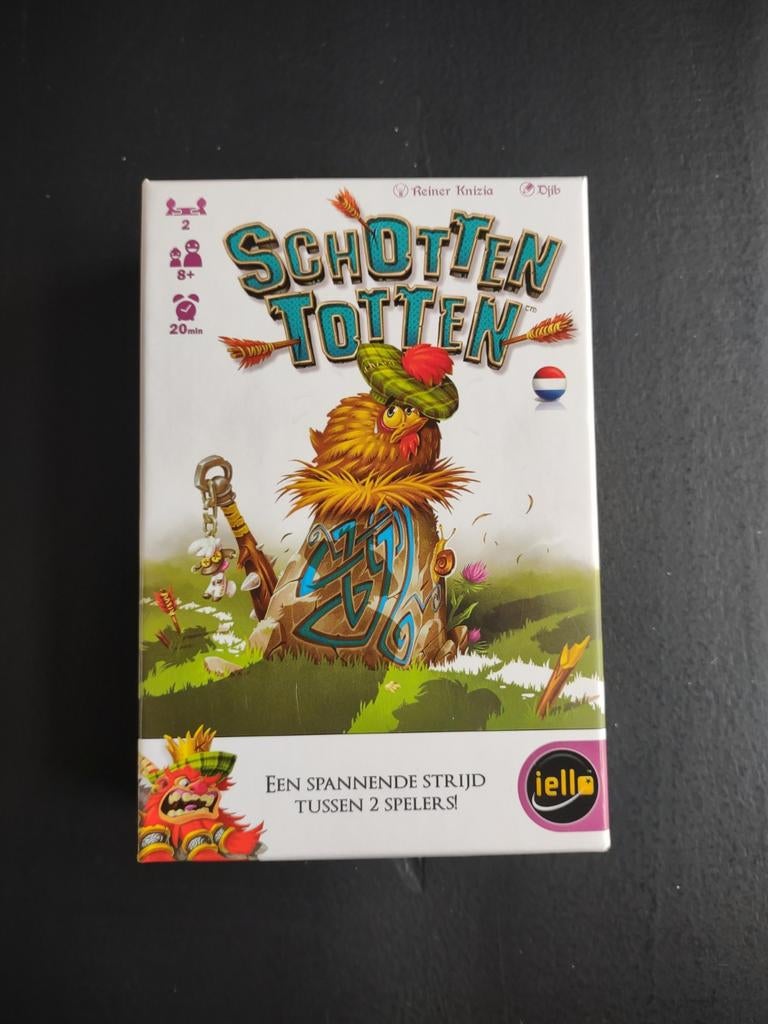 Reiner Knizia Djib
2
8+
20min
SCHOTTEN
TOTTEN
EEN SPANNENDE STRIJD
TUSSEN 2 SPELERS!
iello